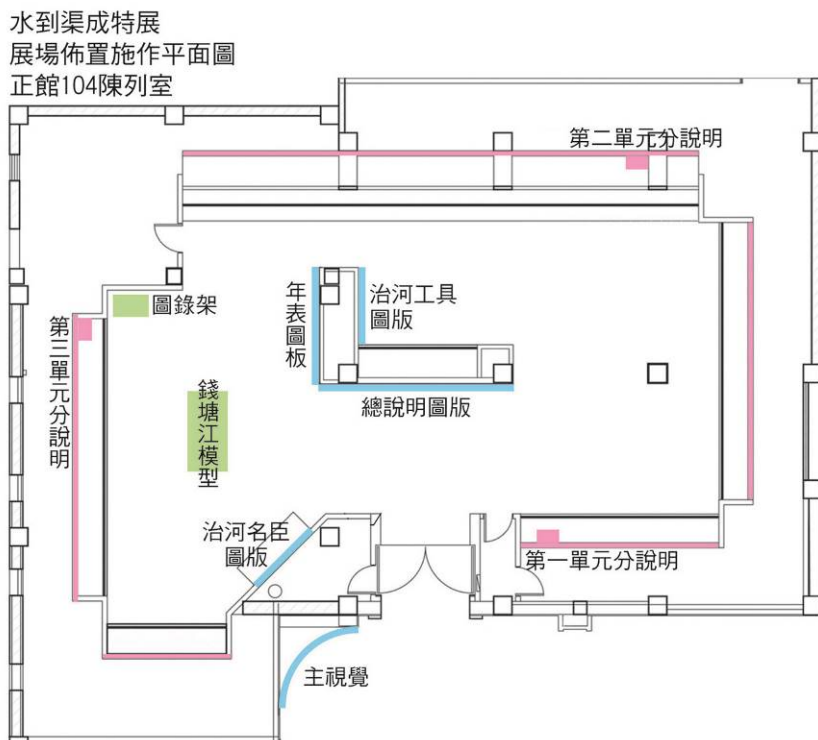 水到渠成特展
展場佈置施作平面圖
正館104陳列室
第二單元分說明
年表圖板
治河工具
圖版
圖錄架
第三單元分說明
錢塘江模型
總說明圖版
治河名臣
圖版
第一單元分說明
主視覺